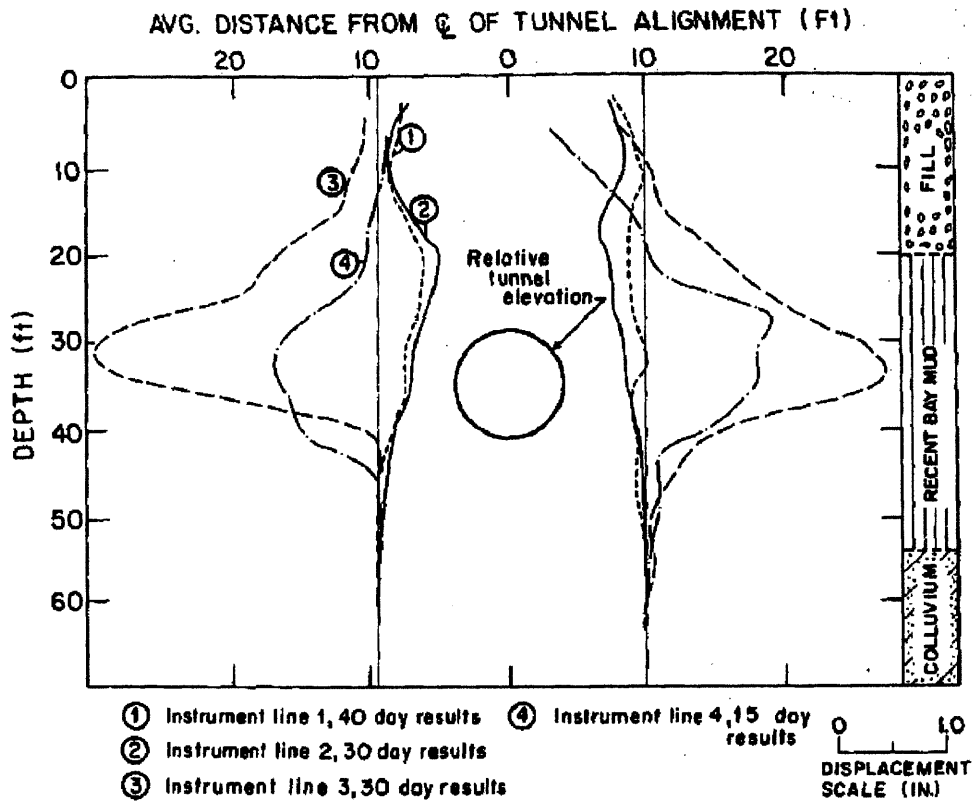 AVG. DISTANCE FROM ℄ OF TUNNEL ALIGNMENT (Ft)
20 10 0 10 20
0
10
20
30
40
50
60
DEPTH (ft)
1
2
3
4
Relative
tunnel
elevation
FILL
RECENT BAY MUD
COLLUVIUM
① Instrument line 1,40 day results
② Instrument line 2,30 day results
③ Instrument line 3,30 day results
④ Instrument line 4,15 day
results
0 1.0
DISPLACEMENT
SCALE (IN.)